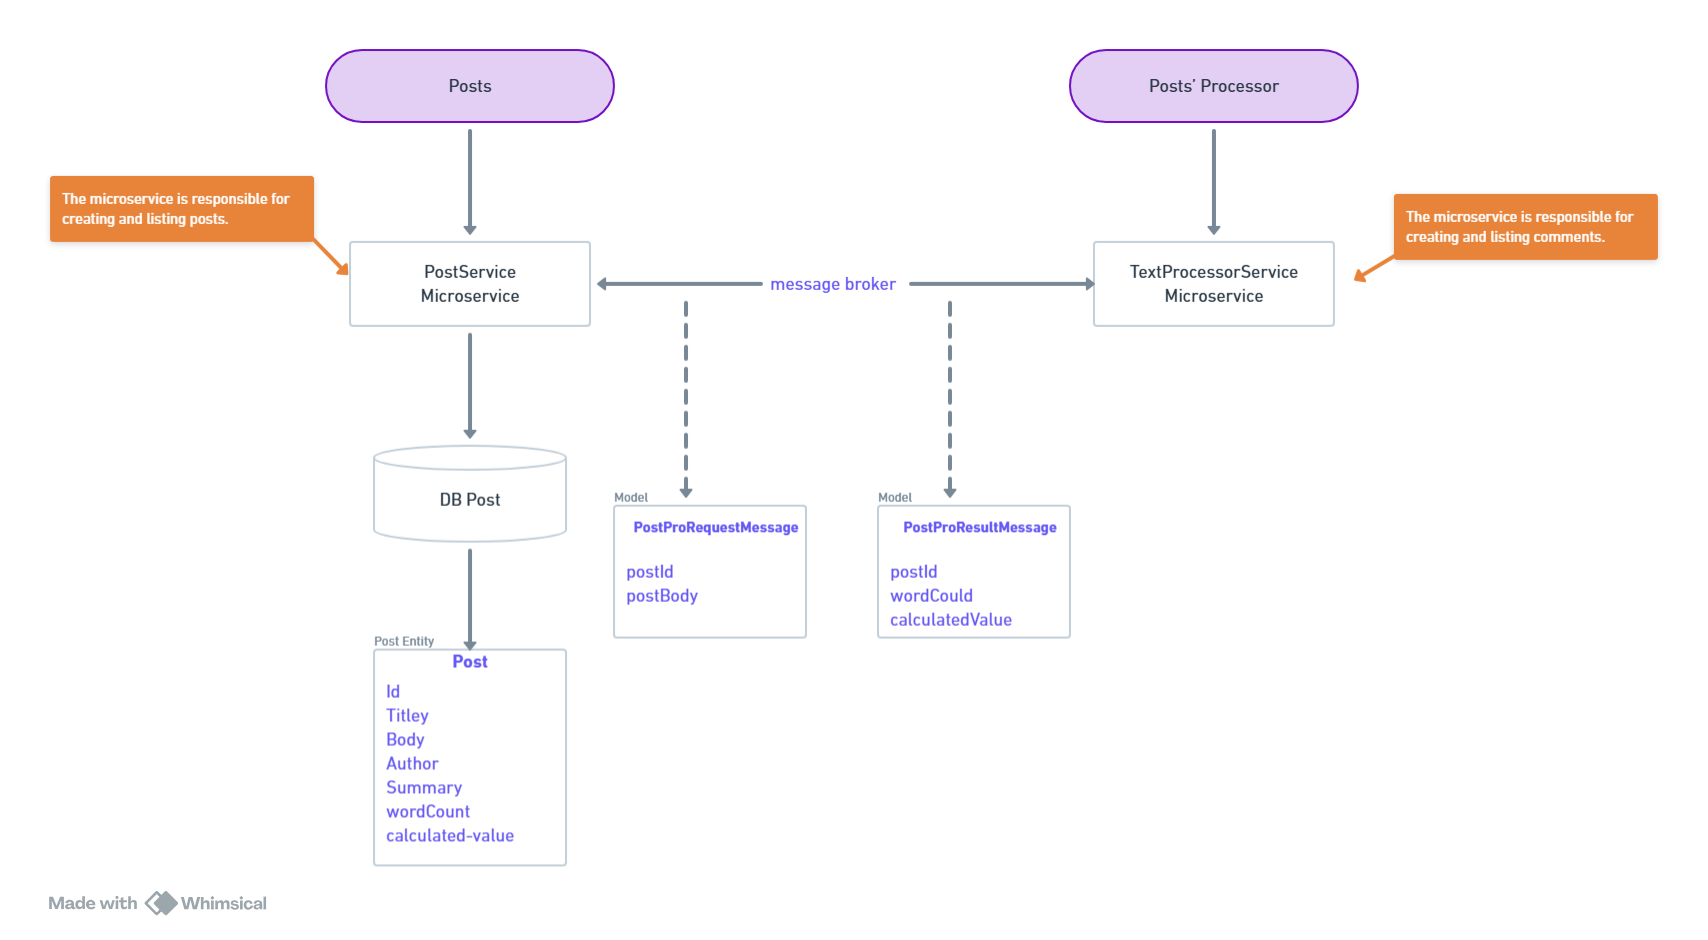 Posts
Posts’ Processor
The microservice is responsible for
creating and listing posts.
The microservice is responsible for
creating and listing comments.
PostService
Microservice
message broker
TextProcessorService
Microservice
DB Post
Model
PostProRequestMessage
postId
postBody
Model
PostProResultMessage
postId
wordCould
calculatedValue
Post Entity
Post
Id
Titley
Body
Author
Summary
wordCount
calculated-value
Made with Whimsical